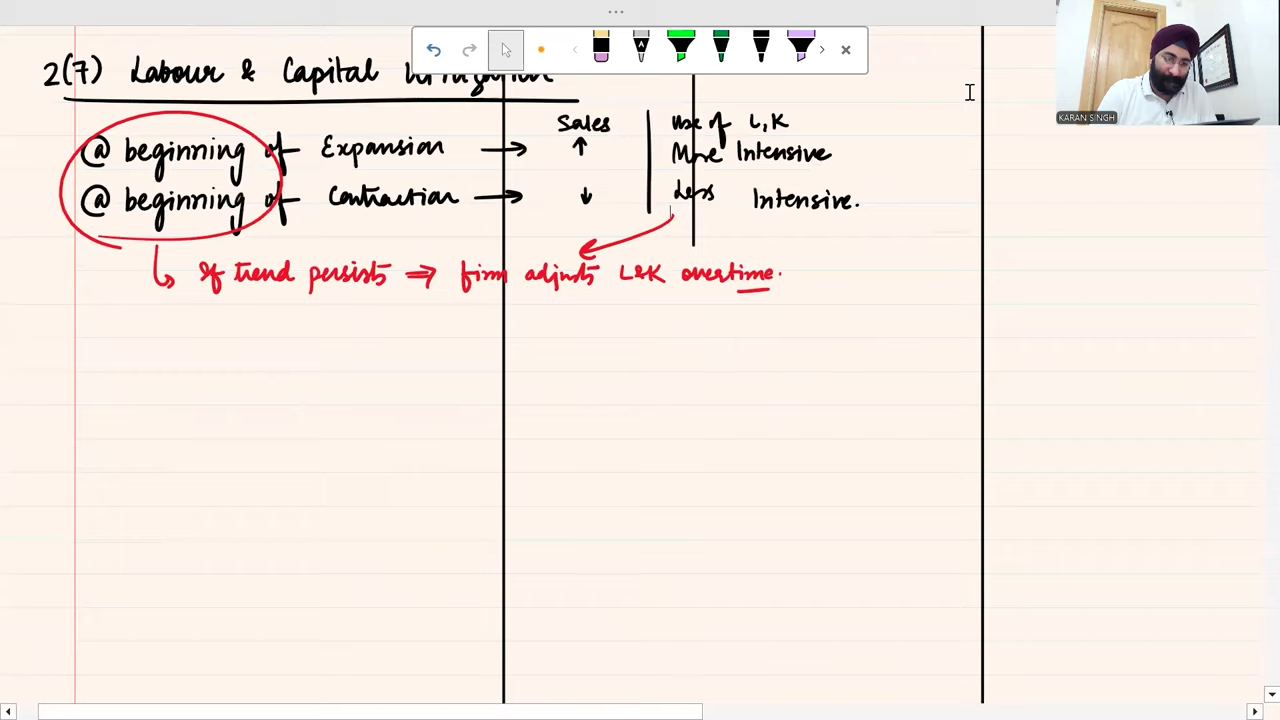 2(7) Labour & Capital Utilization
Sales
use of L, K
@ beginning of Expansion → ↑ More Intensive
@ beginning of Contraction → ↓ Less Intensive.
↳ If trend persists ⇒ firm adjusts L&K overtime.
KARAN SINGH